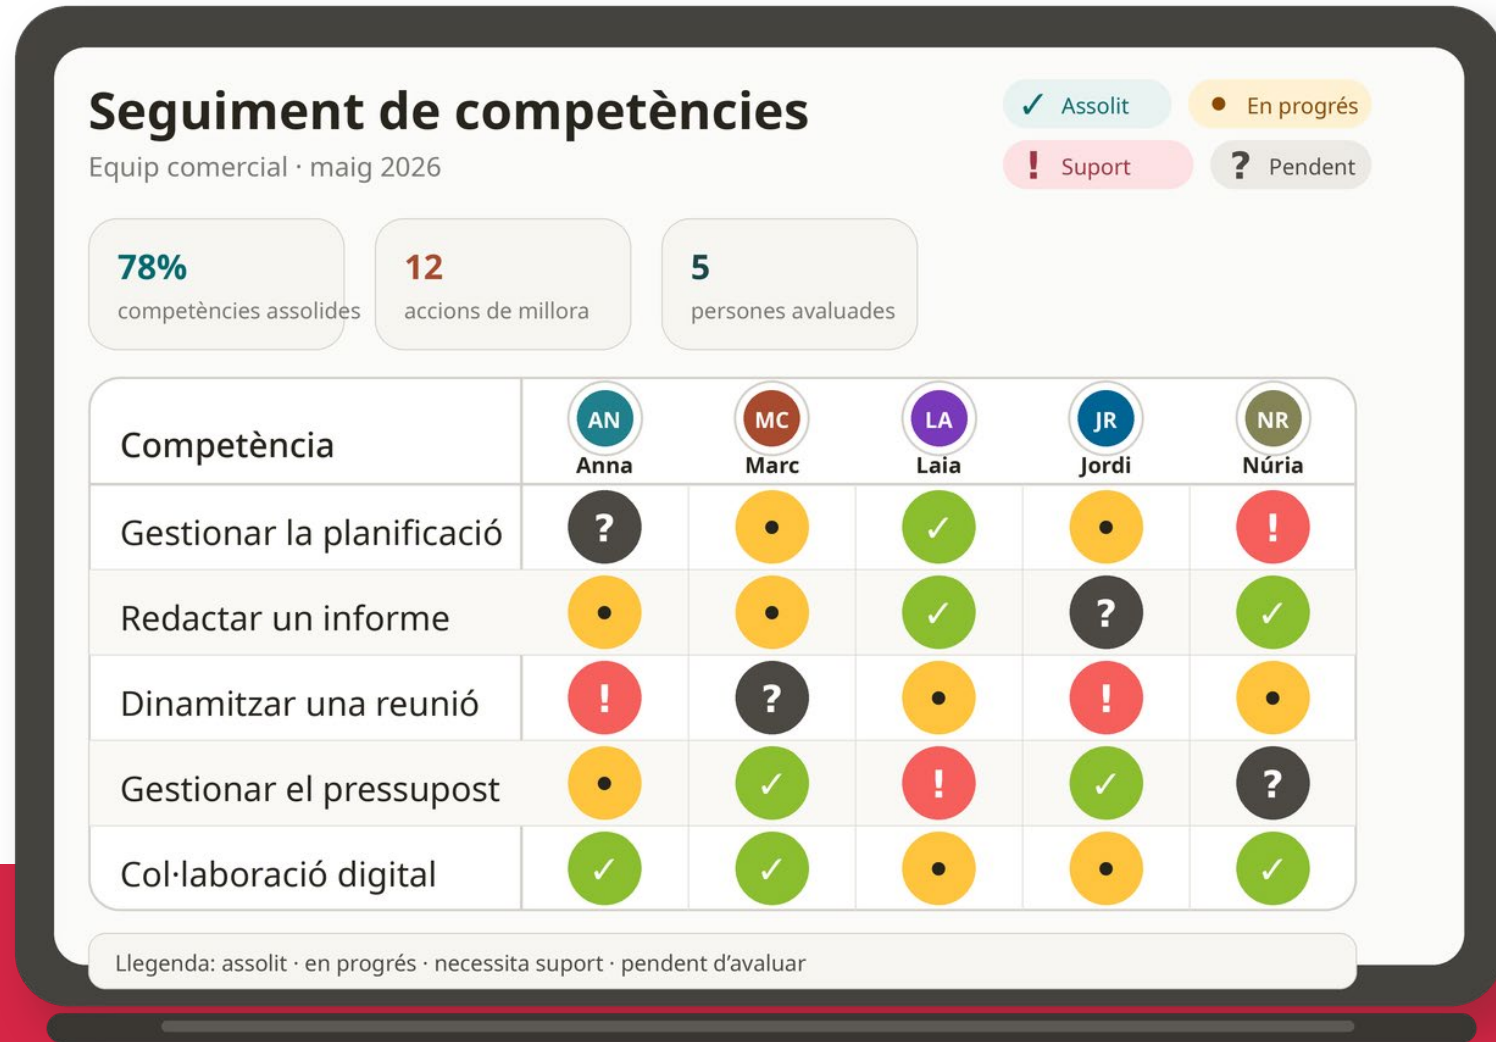 Seguiment de competències
Equip comercial · maig 2026
✓ Assolit
• En progrés
! Suport
? Pendent
78%
competències assolides
12
accions de millora
5
persones avaluades
Competència
AN
Anna
MC
Marc
LA
Laia
JR
Jordi
NR
Núria
Gestionar la planificació ? • ✓ • !
Redactar un informe • • ✓ ? ✓
Dinamitzar una reunió ! ? • ! •
Gestionar el pressupost • ✓ ! ✓ ?
Col·laboració digital ✓ ✓ • • ✓
Llegenda: assolit · en progrés · necessita suport · pendent d’avaluar